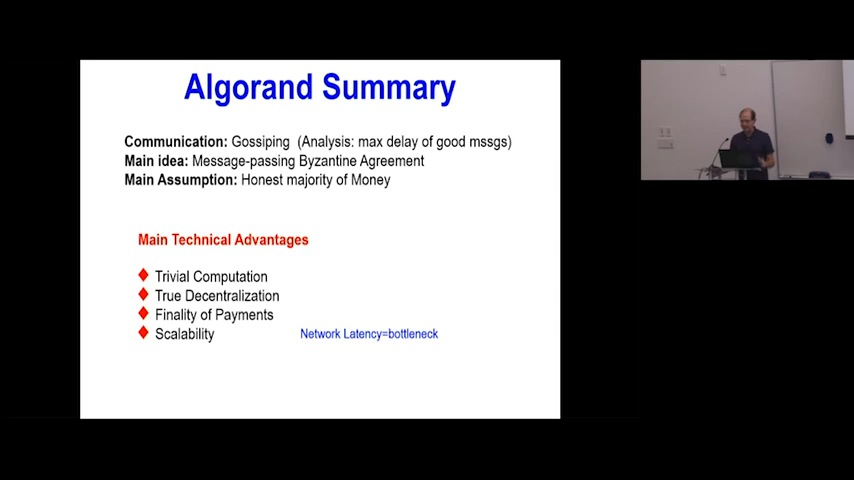 Algorand Summary
Communication: Gossiping (Analysis: max delay of good mssgs)
Main idea: Message-passing Byzantine Agreement
Main Assumption: Honest majority of Money
Main Technical Advantages
Trivial Computation
True Decentralization
Finality of Payments
Scalability Network Latency=bottleneck